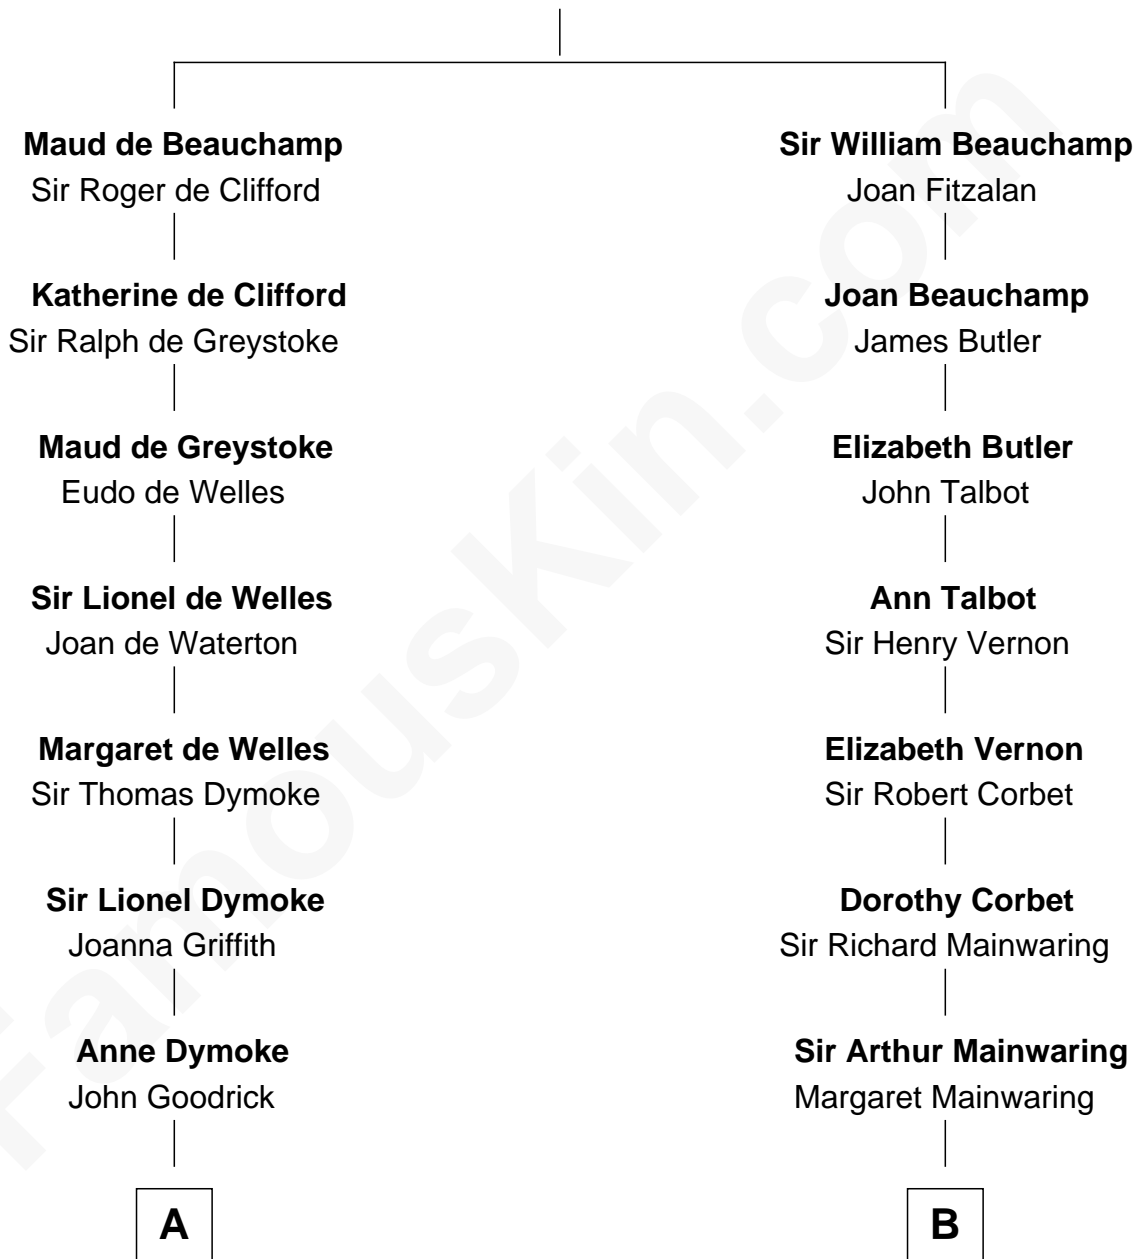 Maud de Beauchamp
Sir Roger de Clifford
Katherine de Clifford
Sir Ralph de Greystoke
Maud de Greystoke
Eudo de Welles
Sir Lionel de Welles
Joan de Waterton
Margaret de Welles
Sir Thomas Dymoke
Sir Lionel Dymoke
Joanna Griffith
Anne Dymoke
John Goodrick
A
Sir William Beauchamp
Joan Fitzalan
Joan Beauchamp
James Butler
Elizabeth Butler
John Talbot
Ann Talbot
Sir Henry Vernon
Elizabeth Vernon
Sir Robert Corbet
Dorothy Corbet
Sir Richard Mainwaring
Sir Arthur Mainwaring
Margaret Mainwaring
B
FamousKin.com